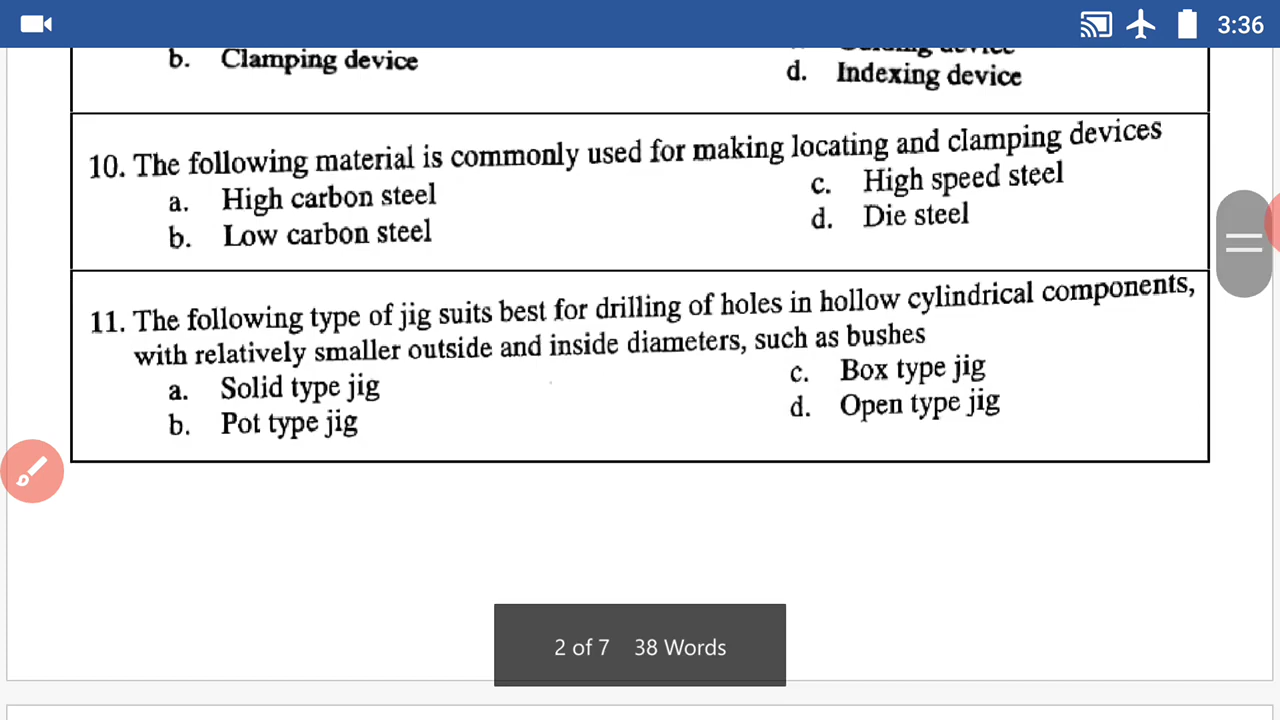 3:36
b. Clamping device
device
d. Indexing device
10. The following material is commonly used for making locating and clamping devices
a. High carbon steel
b. Low carbon steel
c. High speed steel
d. Die steel
11. The following type of jig suits best for drilling of holes in hollow cylindrical components,
with relatively smaller outside and inside diameters, such as bushes
a. Solid type jig
b. Pot type jig
c. Box type jig
d. Open type jig
2 of 7 38 Words